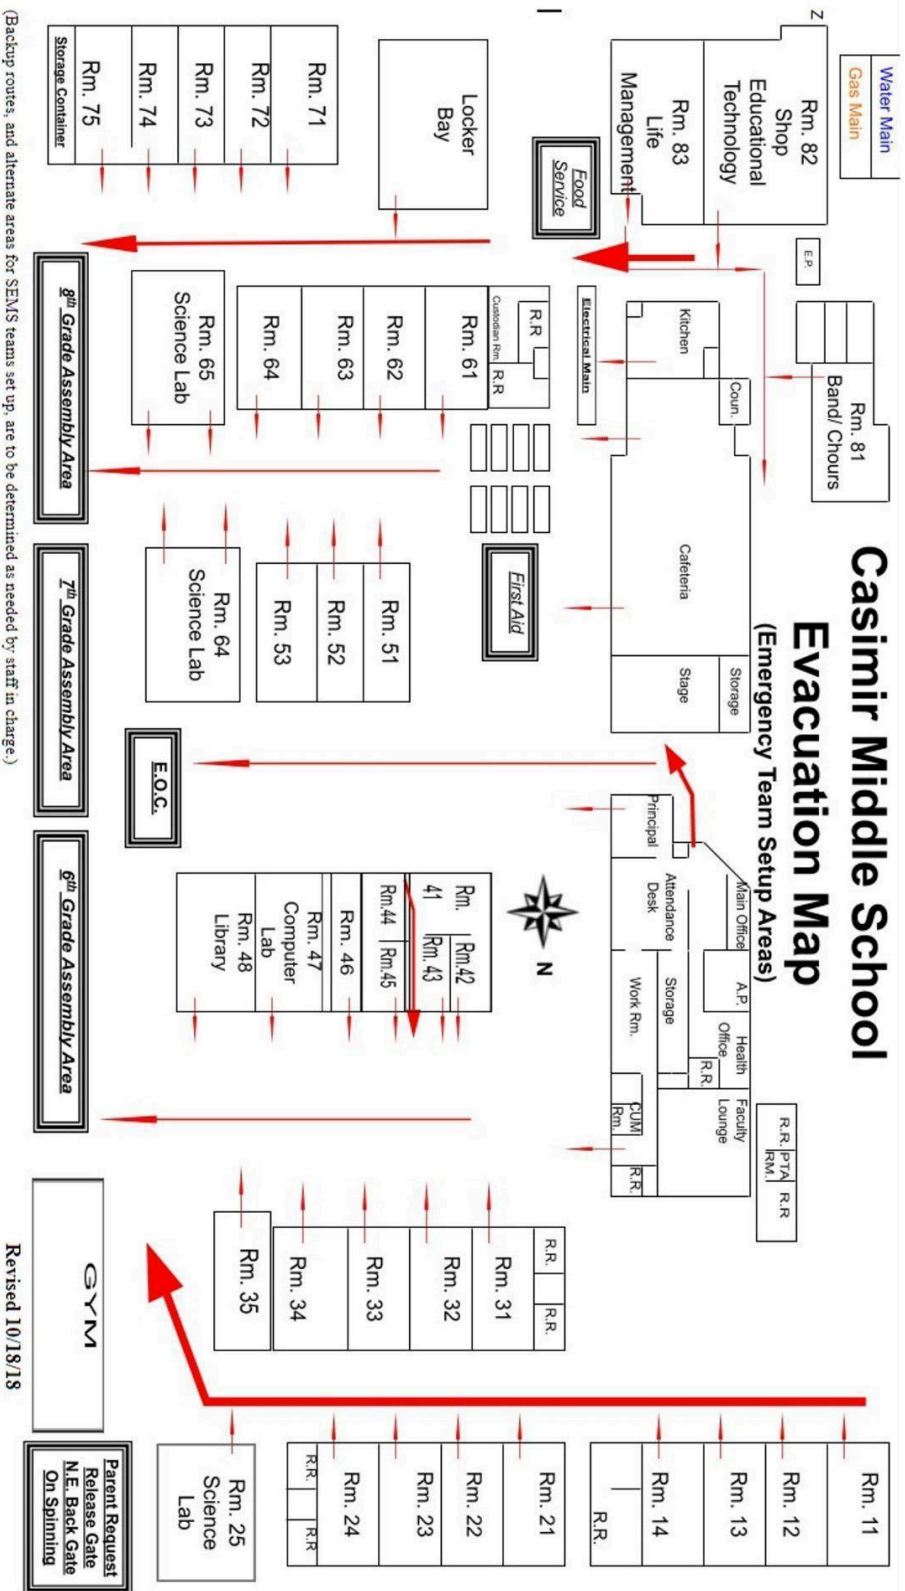 Casimir Middle School
Evacuation Map
(Emergency Team Setup Areas)
Water Main
Gas Main
Z
Rm. 82
Shop
Educational
Technology
Rm. 83
Life
Management
Food
Service
Locker
Bay
Rm. 71
Rm. 72
Rm. 73
Rm. 74
Rm. 75
Storage Container
E.P.
Rm. 81
Band/ Chours
Kitchen
Coun.
Electrical Main
Cafeteria
Stage
Storage
R.R
Custodian Rm.
R.R
Rm. 61
Rm. 62
Rm. 63
Rm. 64
Rm. 65
Science Lab
First Aid
Rm. 51
Rm. 52
Rm. 53
Rm. 64
Science Lab
E.O.C.
Principal
Main Office
Attendance
Desk
A.P.
Health
Office
R.R.
Storage
Work Rm.
Faculty
Lounge
CUM
Rm.
R.R.
R.R.
PTA
RM.
R.R
N
Rm.
41
Rm.42
Rm. 43
Rm.44
Rm.45
Rm. 46
Rm. 47
Computer
Lab
Rm. 48
Library
R.R.
R.R.
Rm. 31
Rm. 32
Rm. 33
Rm. 34
Rm. 35
Rm. 11
Rm. 12
Rm. 13
Rm. 14
R.R.
Rm. 21
Rm. 22
Rm. 23
Rm. 24
R.R.
R.R
Rm. 25
Science
Lab
8th Grade Assembly Area
7th Grade Assembly Area
6th Grade Assembly Area
GYM
Parent Request
Release Gate
N.E. Back Gate
On Spinning
(Backup routes, and alternate areas for SEMS teams set up, are to be determined as needed by staff in charge.)
Revised 10/18/18